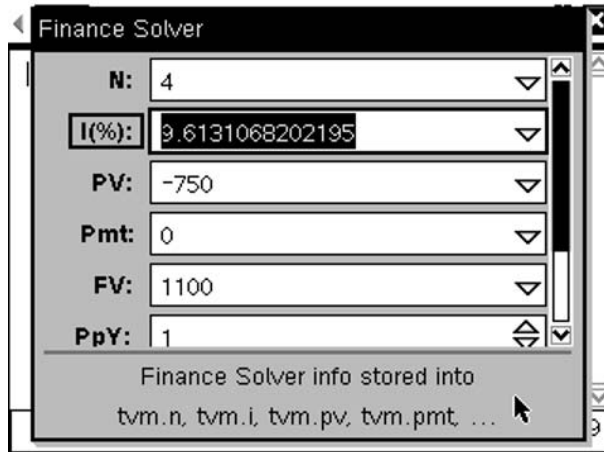 Finance Solver
N: 4
I(%): 9.6131068202195
PV: -750
Pmt: 0
FV: 1100
PpY: 1
Finance Solver info stored into
tvm.n, tvm.i, tvm.pv, tvm.pmt, ...